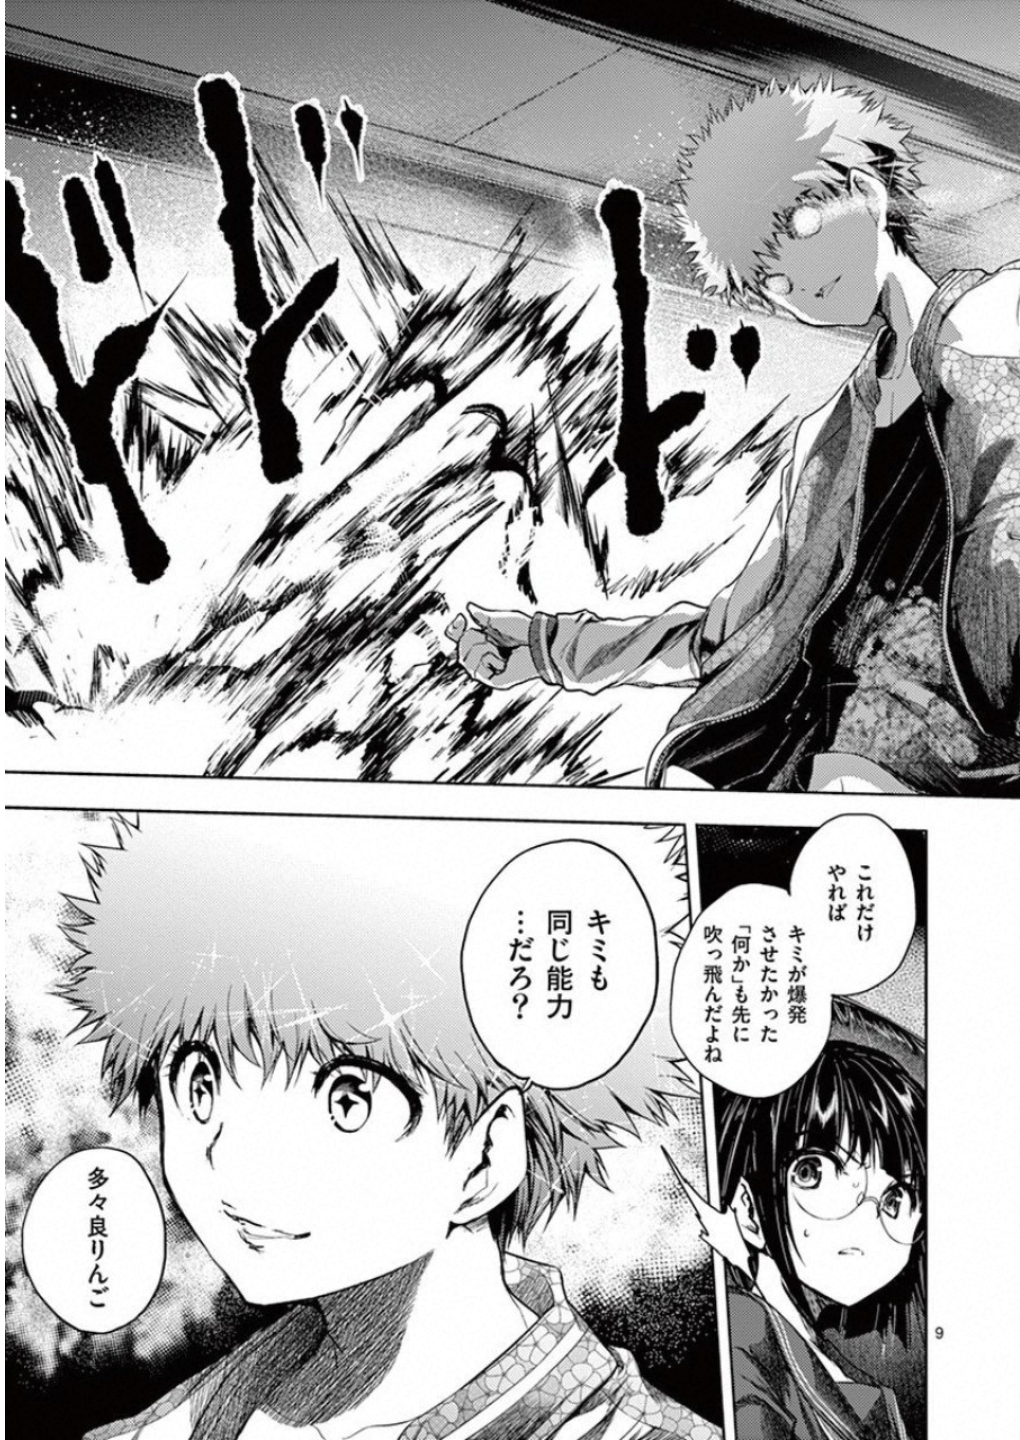 ドドドド
これだけ
やれば
キミが爆発
させたかった
「何か」も先に
吹っ飛んだよね
キミも
同じ能力
…だろ?
多々良りんご
9